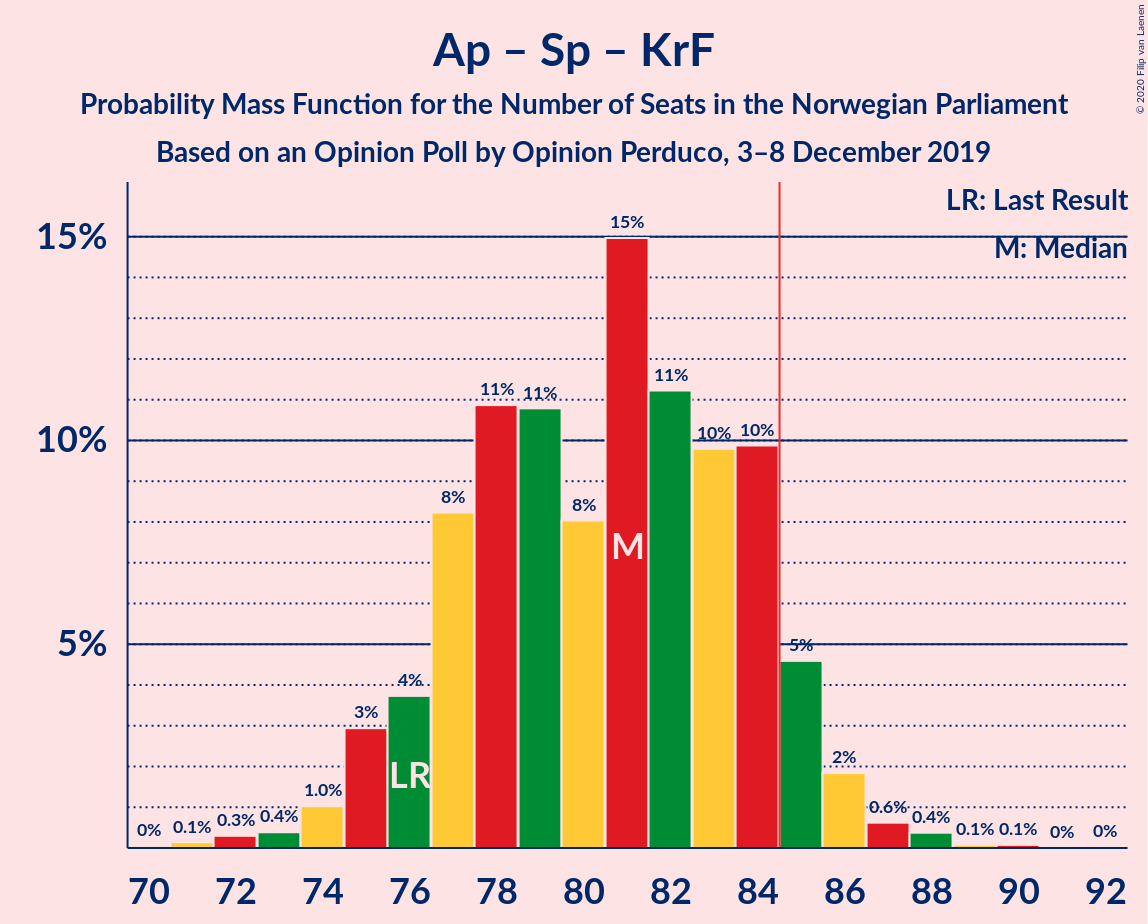 Ap – Sp – KrF
Probability Mass Function for the Number of Seats in the Norwegian Parliament
Based on an Opinion Poll by Opinion Perduco, 3–8 December 2019
© 2020 Filip van Laenen
LR: Last Result
M: Median
15%
10%
5%
0%
0.1%
0.3%
0.4%
1.0%
3%
4%
8%
11%
11%
8%
15%
11%
10%
10%
5%
2%
0.6%
0.4%
0.1%
0.1%
0%
0%
LR
M
70 72 74 76 78 80 82 84 86 88 90 92